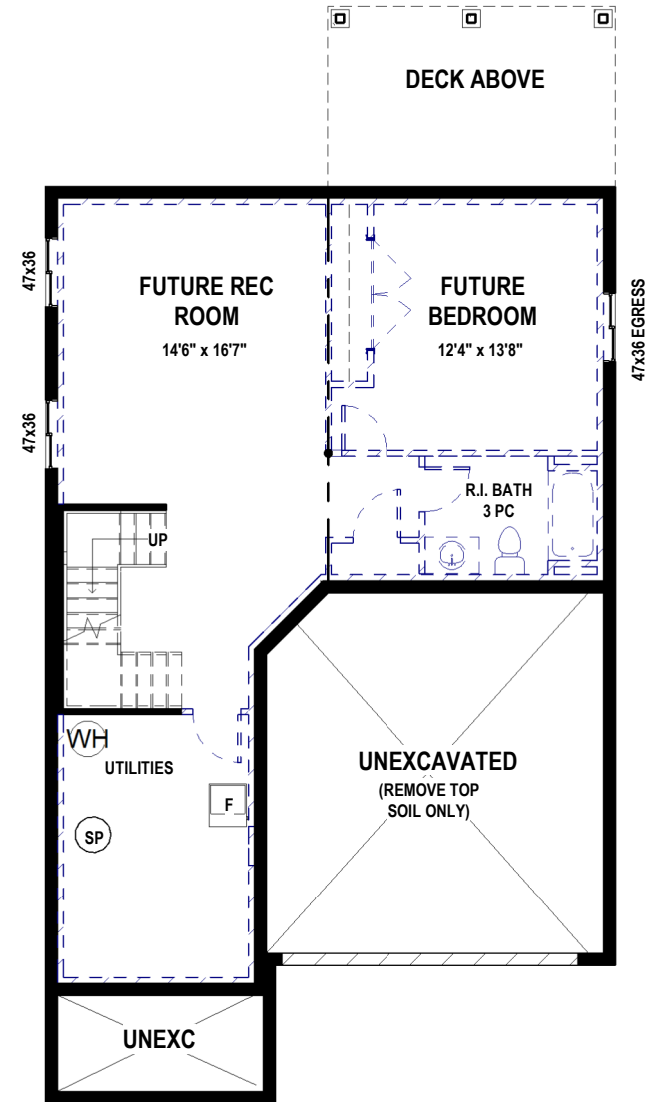 DECK ABOVE
47x36
FUTURE REC
ROOM
14'6" x 16'7"
FUTURE
BEDROOM
12'4" x 13'8"
47x36 EGRESS
47x36
R.I. BATH
3 PC
UP
WH
UTILITIES
F
SP
UNEXCAVATED
(REMOVE TOP
SOIL ONLY)
UNEXC